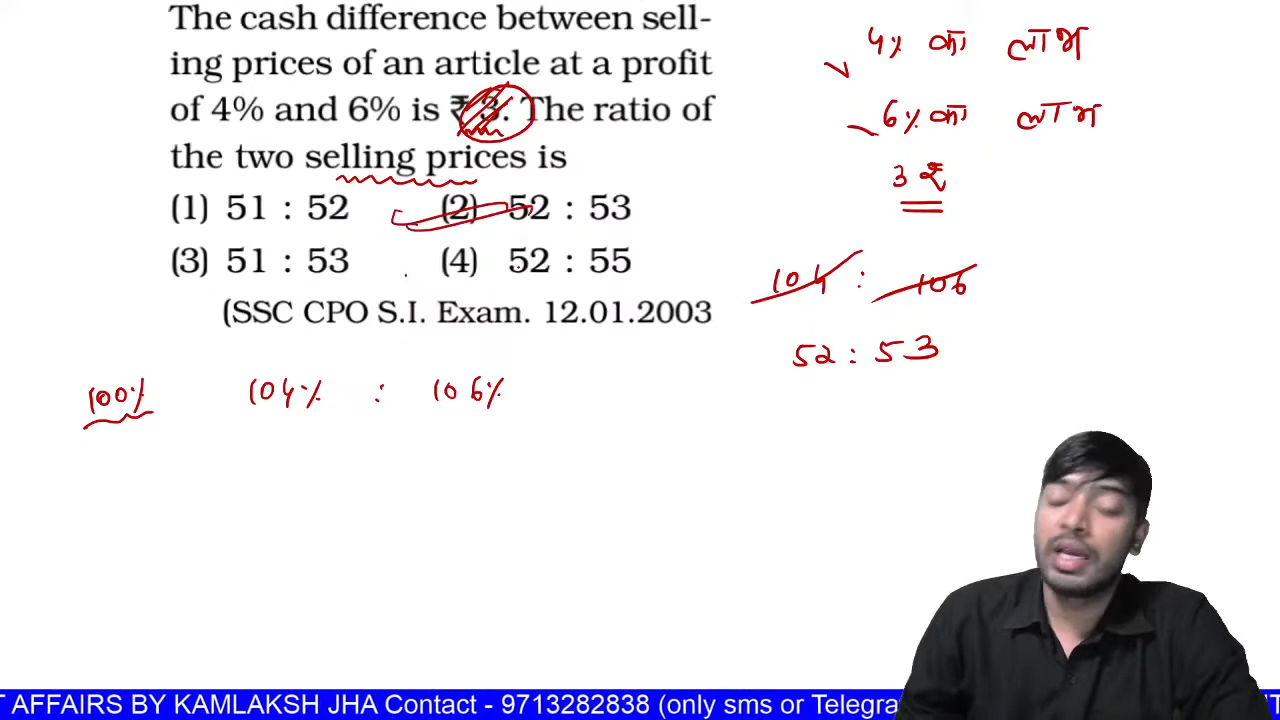 The cash difference between sell-
ing prices of an article at a profit
of 4% and 6% is ₹ 3. The ratio of
the two selling prices is
(1) 51 : 52 (2) 52 : 53
(3) 51 : 53 (4) 52 : 55
(SSC CPO S.I. Exam. 12.01.2003
4% का लाभ
6% का लाभ
3 ₹
104 : 106
52 : 53
100% 104% : 106%
T AFFAIRS BY KAMLAKSH JHA Contact - 9713282838 (only sms or Telegra